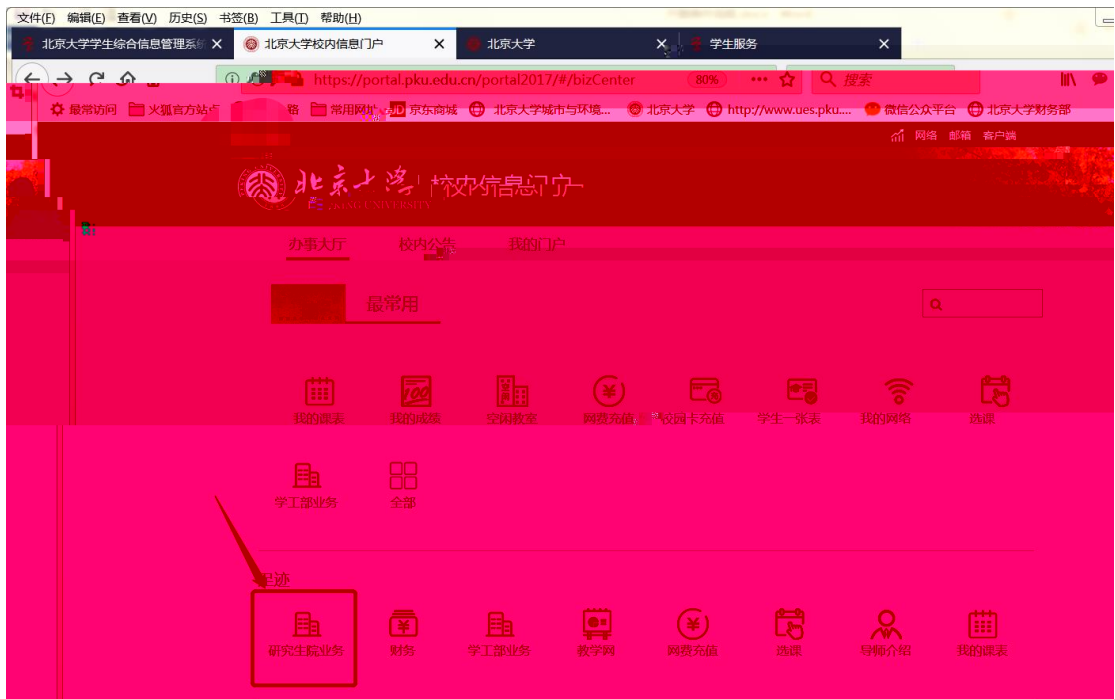 文件(F) 编辑(E) 查看(V) 历史(S) 书签(B) 工具(T) 帮助(H)
北京大学学生综合信息管理系统 北京大学校内信息门户 北京大学 学生服务
https://portal.pku.edu.cn/portal2017/#/bizCenter 80% 搜索
最常访问 火狐官方站点 常用网址 JD 京东商城 北京大学城市与环境... 北京大学 http://www.ues.pku.... 微信公众平台 北京大学财务部
网络 邮箱 客户端
北京大学 校内信息门户
办事大厅 校内公告 我的门户
最常用
我的课表 我的成绩 空闲教室 网费充值 校园卡充值 学生一张表 我的网络 选课
学工部业务 全部
足迹
研究生院业务 财务 学工部业务 教学网 网费充值 选课 导师介绍 我的课表